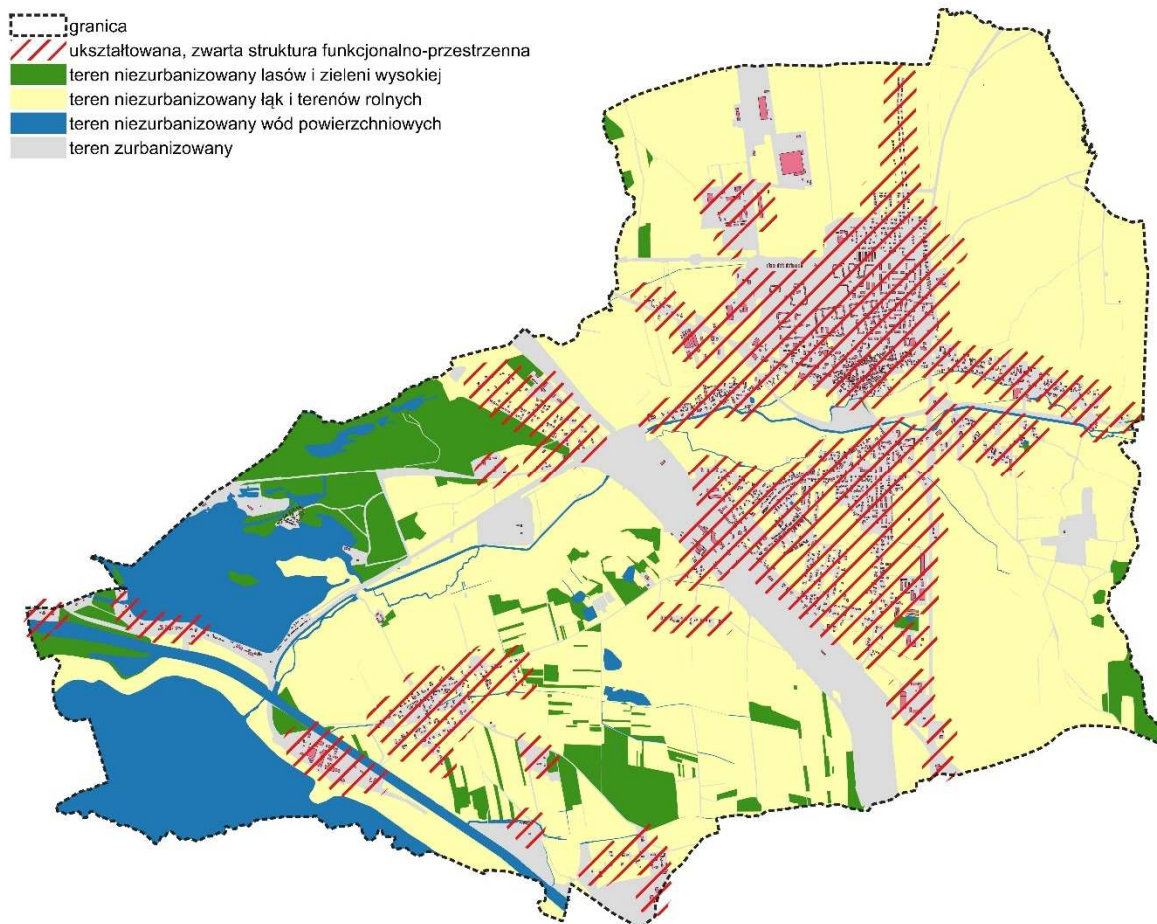 granica
ukształtowana, zwarta struktura funkcjonalno-przestrzenna
teren niezurbanizowany lasów i zieleni wysokiej
teren niezurbanizowany łąk i terenów rolnych
teren niezurbanizowany wód powierzchniowych
teren zurbanizowany